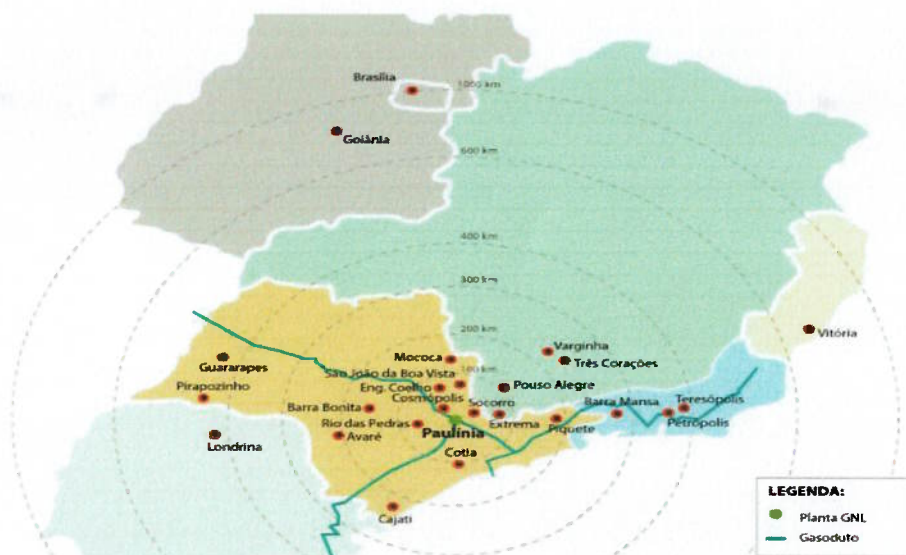 Brasília
1000 km
Goiânia
600 km
400 km
300 km
200 km
Vitória
Varginha
Mococa
Três Corações
Guararapes
100 km
São João da Boa Vista
Pirapozinho
Eng. Coelho
Pouso Alegre
Cosmópolis
Socorro
Barra Mansa
Teresópolis
Barra Bonita
Extrema
Piquete
Petrópolis
Rio das Pedras
Paulínia
Avaré
Londrina
Cotia
Cajati
LEGENDA:
Planta GNL
Gasoduto